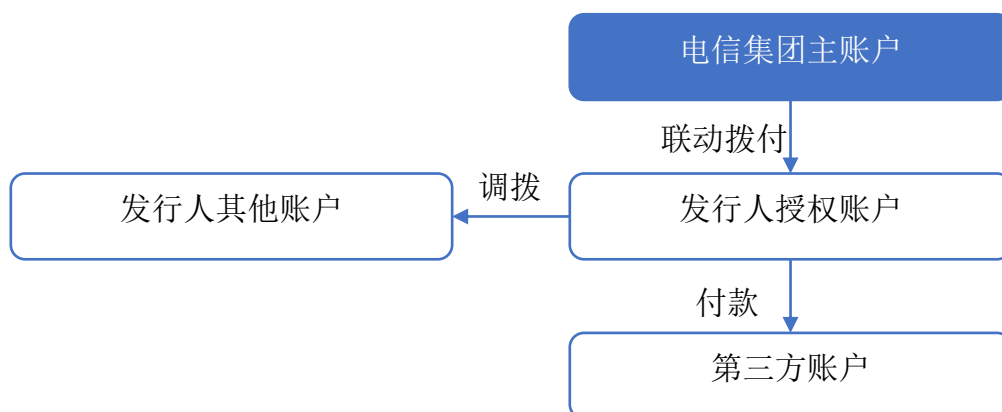 电信集团主账户
联动拨付
调拨
发行人其他账户
发行人授权账户
付款
第三方账户